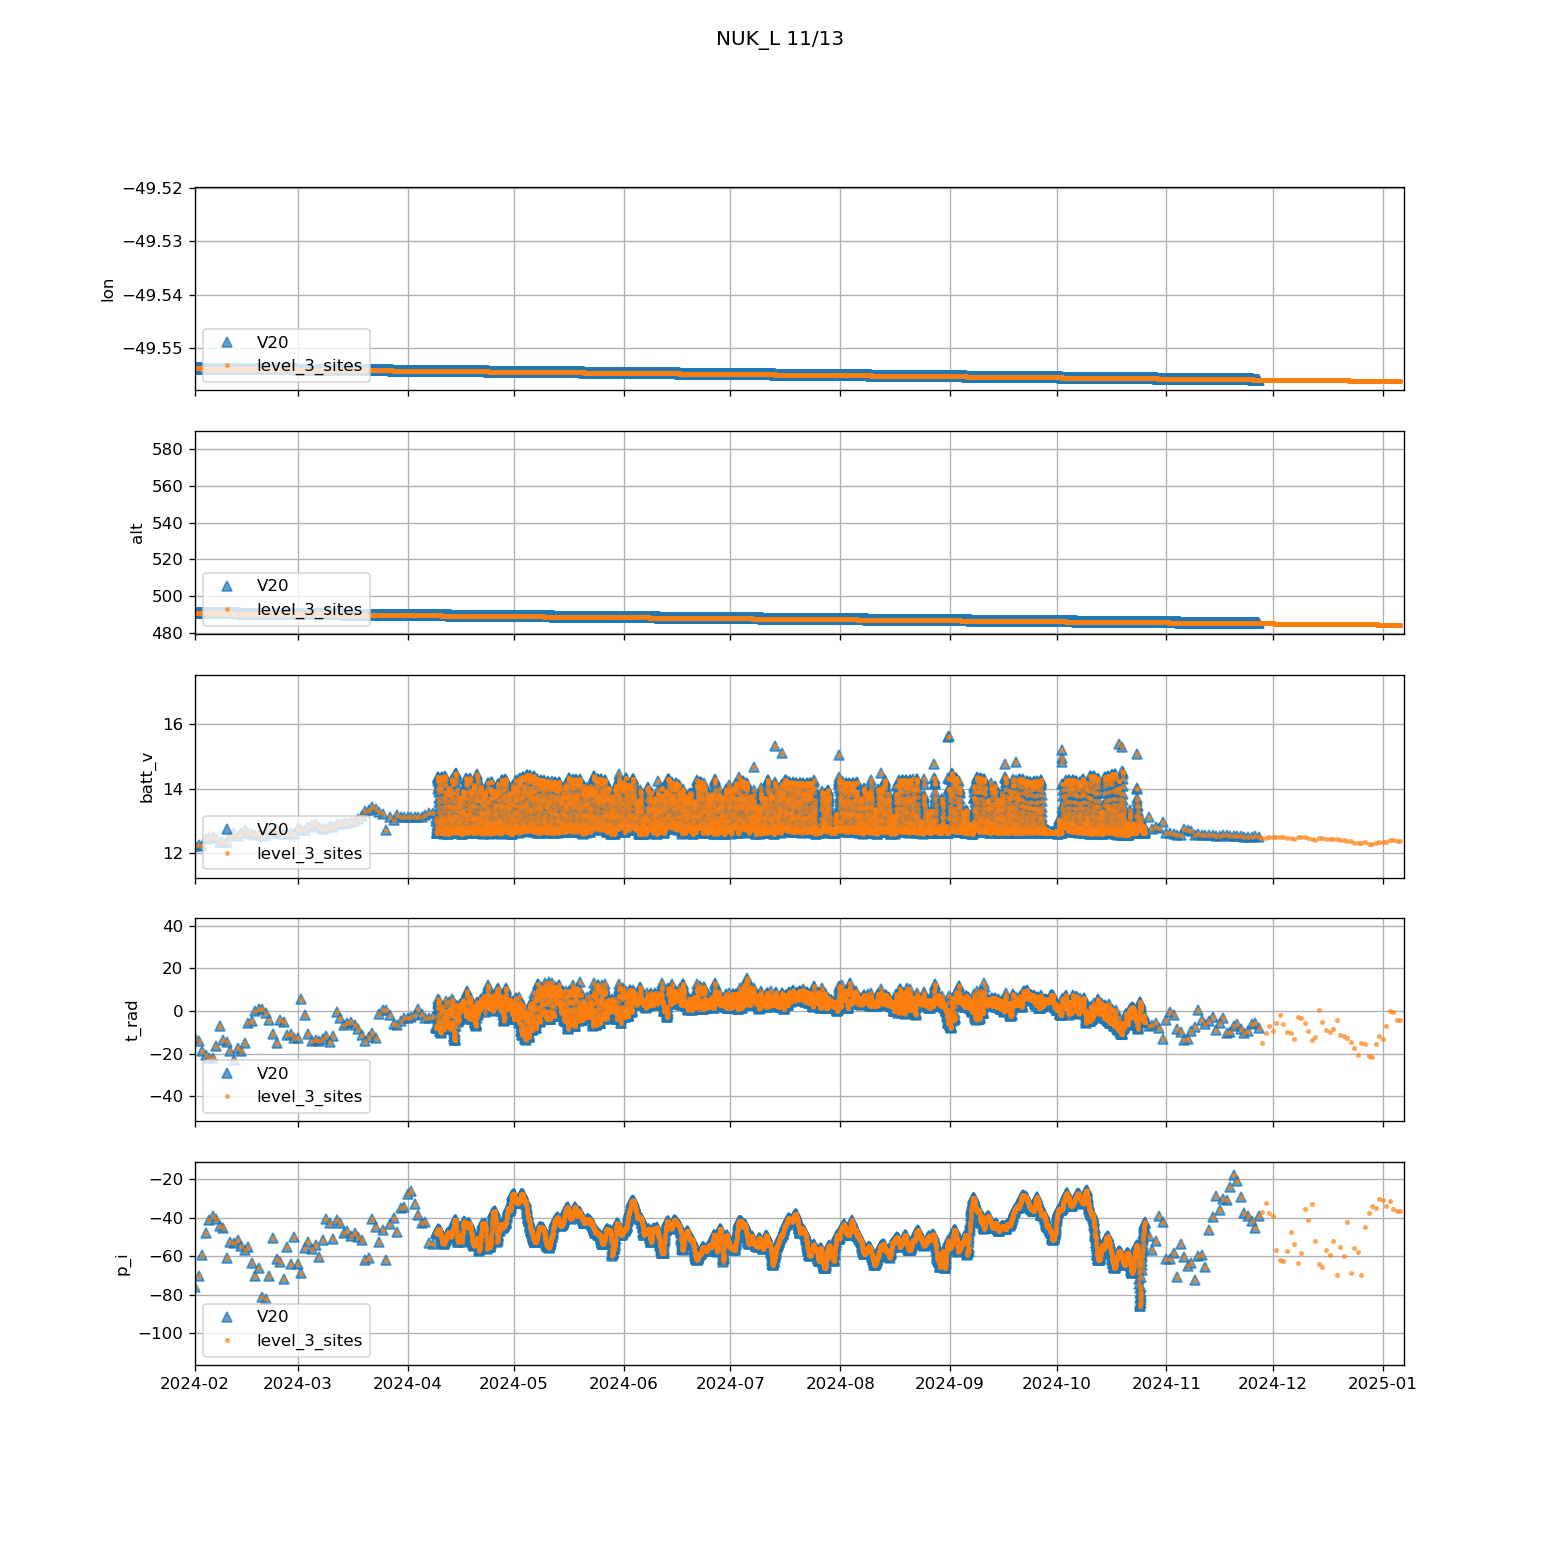 NUK_L 11/13
−49.52
−49.53
−49.54
−49.55
lon
V20
level_3_sites
580
560
540
520
500
480
alt
V20
level_3_sites
16
14
12
batt_v
V20
level_3_sites
40
20
0
−20
−40
t_rad
V20
level_3_sites
−20
−40
−60
−80
−100
p_i
V20
level_3_sites
2024-02 2024-03 2024-04 2024-05 2024-06 2024-07 2024-08 2024-09 2024-10 2024-11 2024-12 2025-01